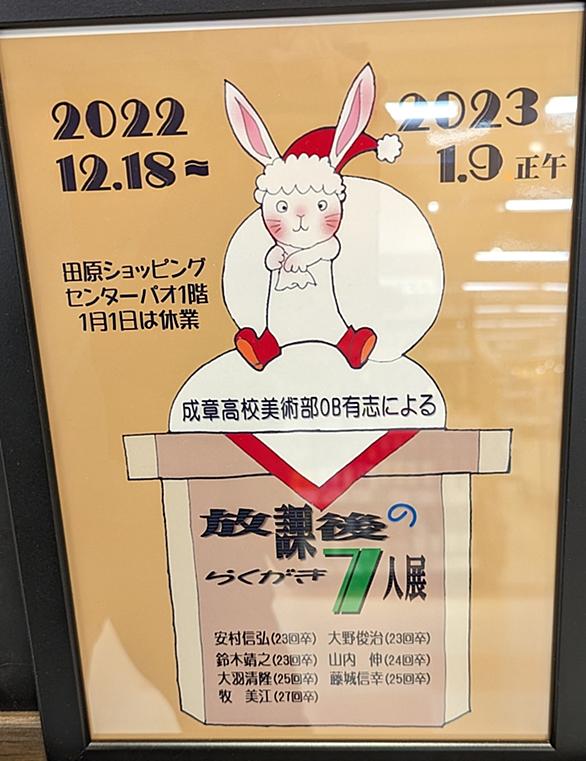 2022
12.18~
2023
1.9 正午
田原ショッピング
センターパオ1階
1月1日は休業
成章高校美術部OB有志による
放課後の
らくがき7人展
安村信弘(23回卒) 大野俊治(23回卒)
鈴木靖之(23回卒) 山内 伸(24回卒)
大羽清隆(25回卒) 藤城信幸(25回卒)
牧 美江(27回卒)